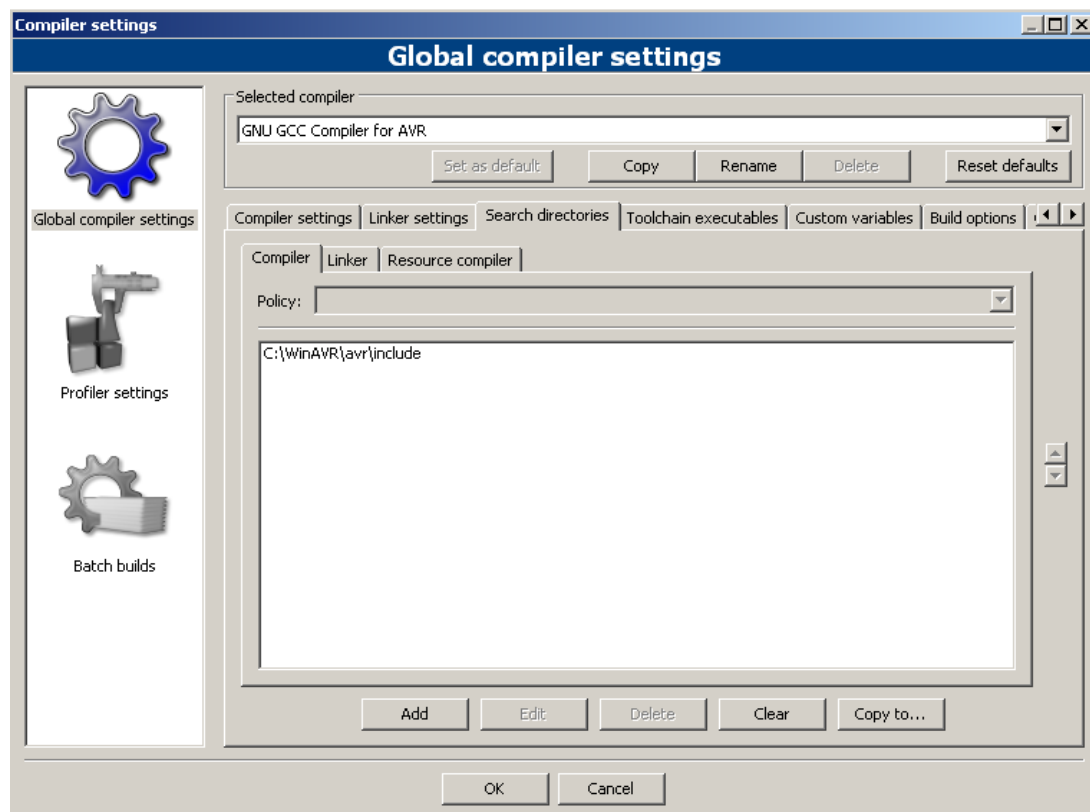 Compiler settings
Global compiler settings
Global compiler settings
Profiler settings
Batch builds
Selected compiler
GNU GCC Compiler for AVR
Set as default Copy Rename Delete Reset defaults
Compiler settings Linker settings Search directories Toolchain executables Custom variables Build options
Compiler Linker Resource compiler
Policy:
C:\WinAVR\avr\include
Add Edit Delete Clear Copy to...
OK Cancel